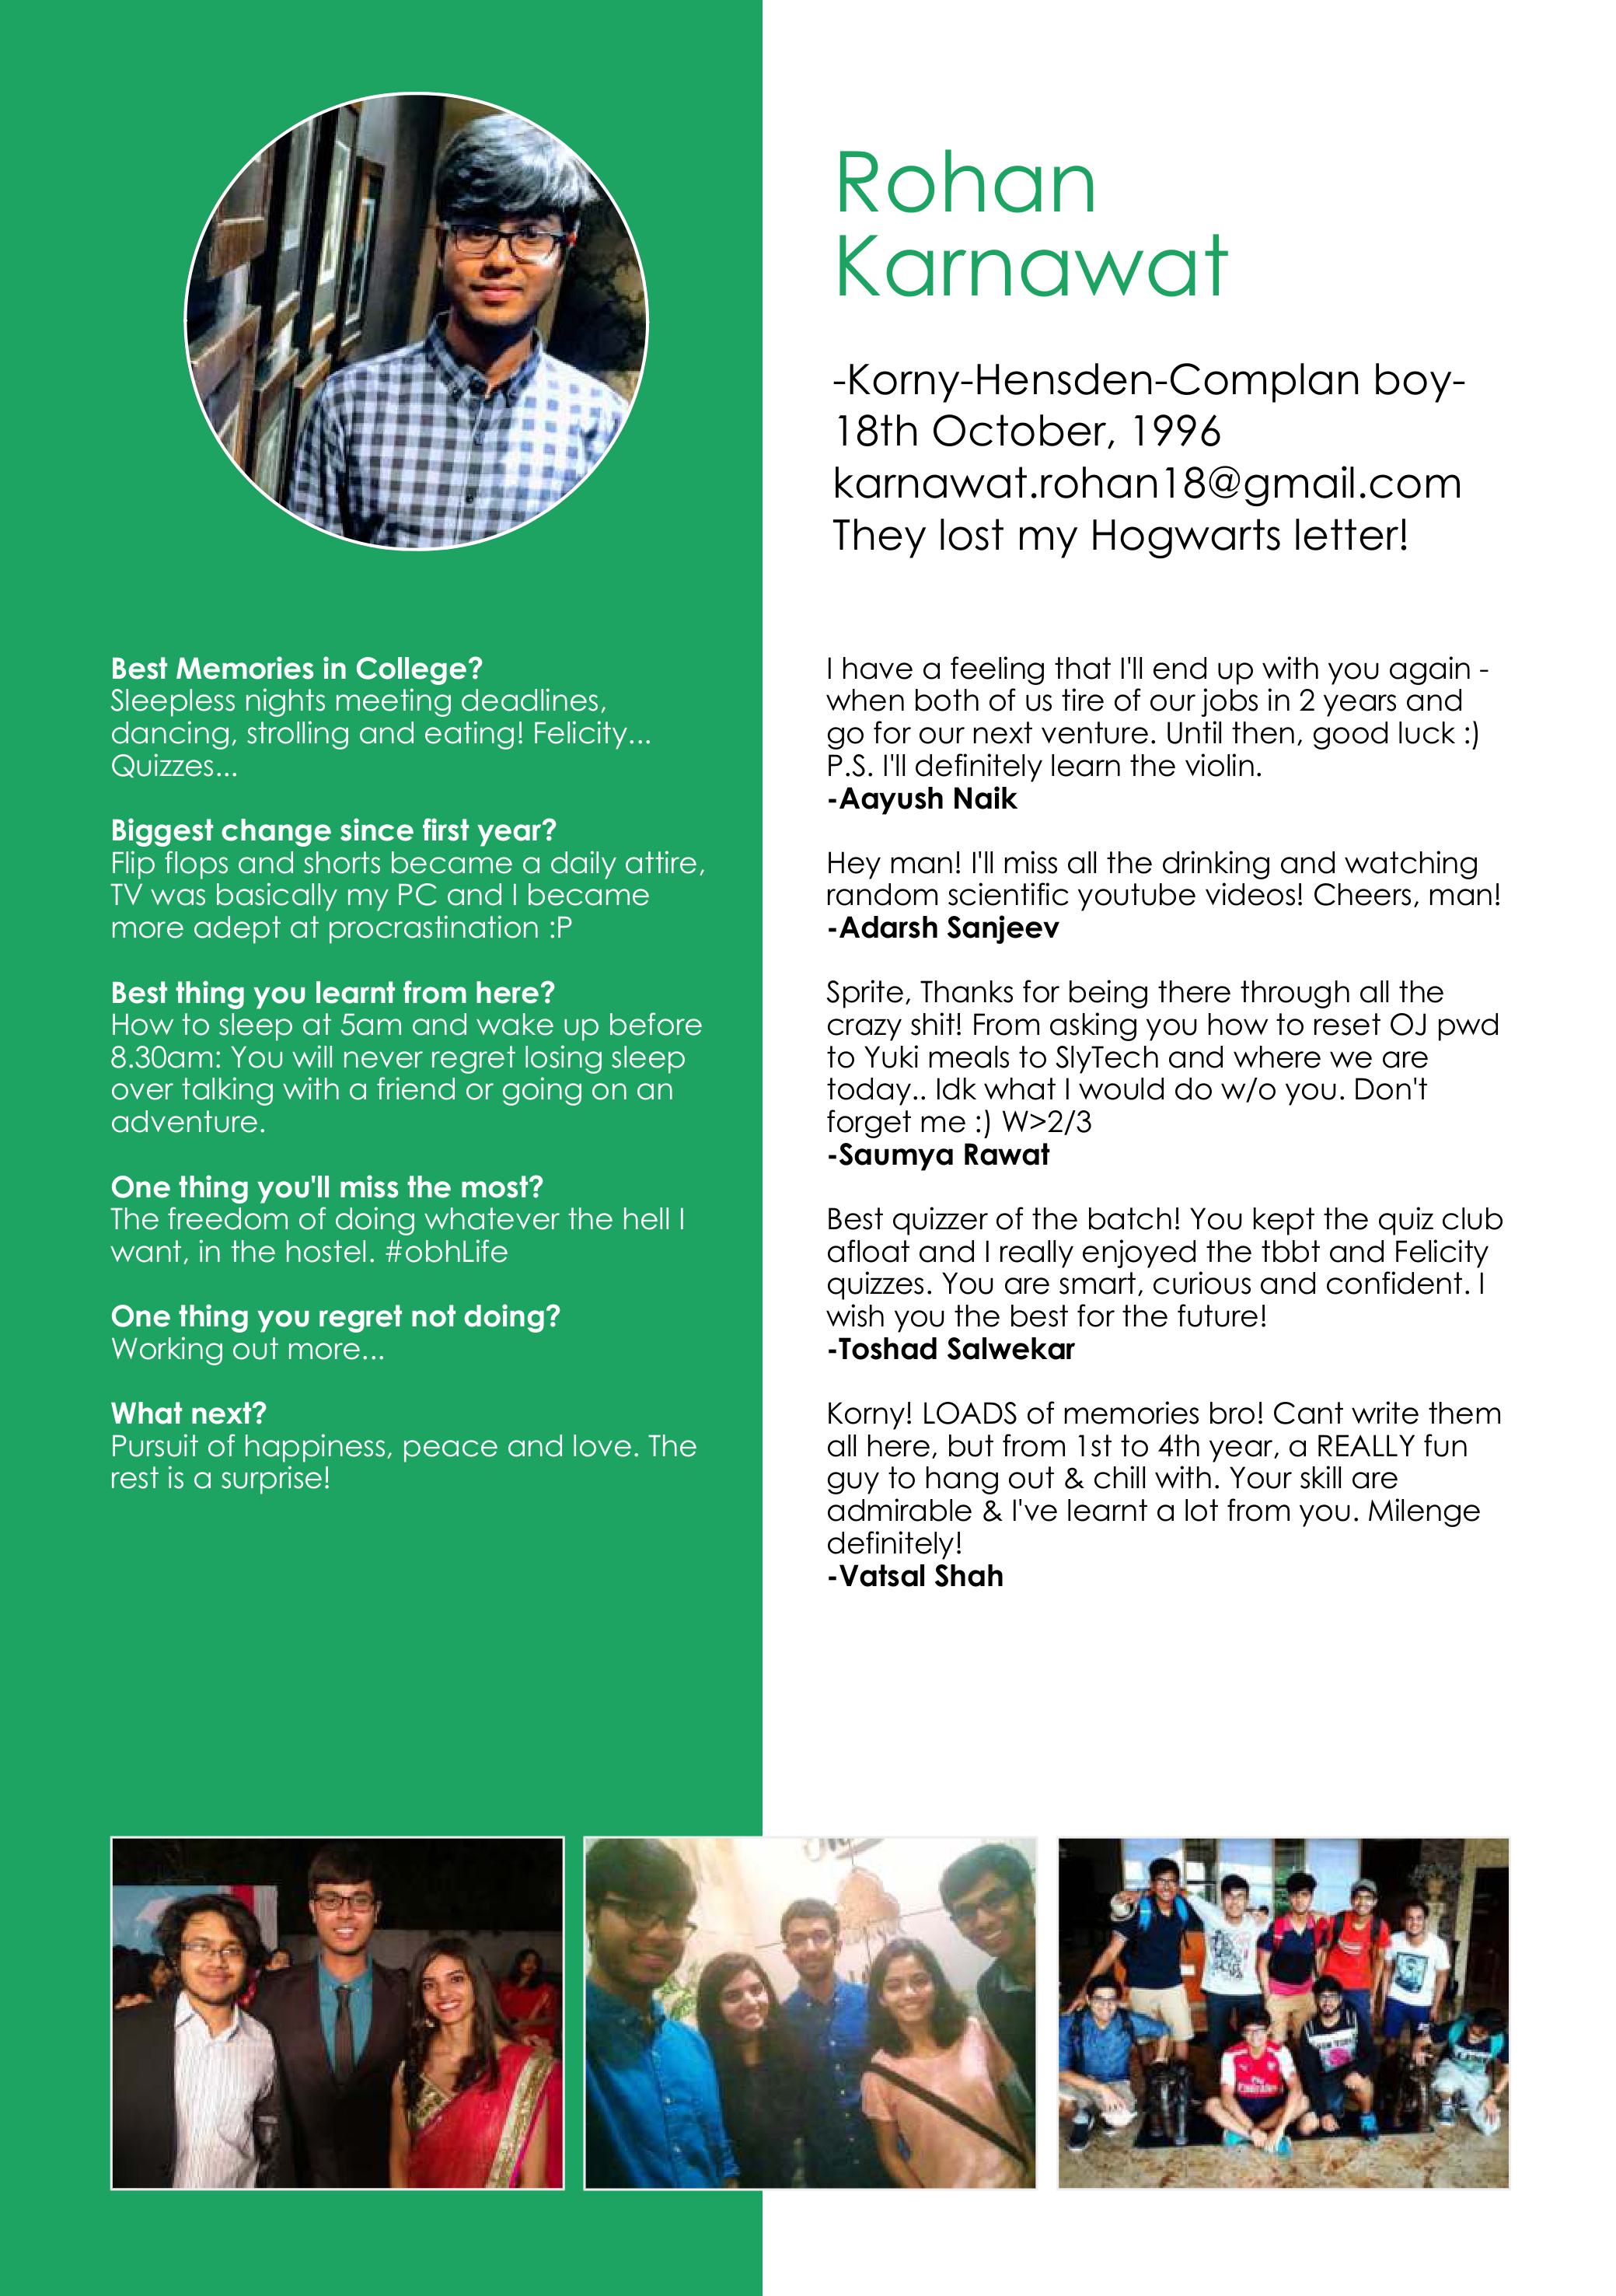 Rohan
Karnawat
-Korny-Hensden-Complan boy-
18th October, 1996
karnawat.rohan18@gmail.com
They lost my Hogwarts letter!
Best Memories in College?
Sleepless nights meeting deadlines,
dancing, strolling and eating! Felicity...
Quizzes...
Biggest change since first year?
Flip flops and shorts became a daily attire,
TV was basically my PC and I became
more adept at procrastination :P
Best thing you learnt from here?
How to sleep at 5am and wake up before
8.30am: You will never regret losing sleep
over talking with a friend or going on an
adventure.
One thing you'll miss the most?
The freedom of doing whatever the hell I
want, in the hostel. #obhLife
One thing you regret not doing?
Working out more...
What next?
Pursuit of happiness, peace and love. The
rest is a surprise!
I have a feeling that I'll end up with you again -
when both of us tire of our jobs in 2 years and
go for our next venture. Until then, good luck :)
P.S. I'll definitely learn the violin.
-Aayush Naik
Hey man! I'll miss all the drinking and watching
random scientific youtube videos! Cheers, man!
-Adarsh Sanjeev
Sprite, Thanks for being there through all the
crazy shit! From asking you how to reset OJ pwd
to Yuki meals to SlyTech and where we are
today.. Idk what I would do w/o you. Don't
forget me :) W>2/3
-Saumya Rawat
Best quizzer of the batch! You kept the quiz club
afloat and I really enjoyed the tbbt and Felicity
quizzes. You are smart, curious and confident. I
wish you the best for the future!
-Toshad Salwekar
Korny! LOADS of memories bro! Cant write them
all here, but from 1st to 4th year, a REALLY fun
guy to hang out & chill with. Your skill are
admirable & I've learnt a lot from you. Milenge
definitely!
-Vatsal Shah